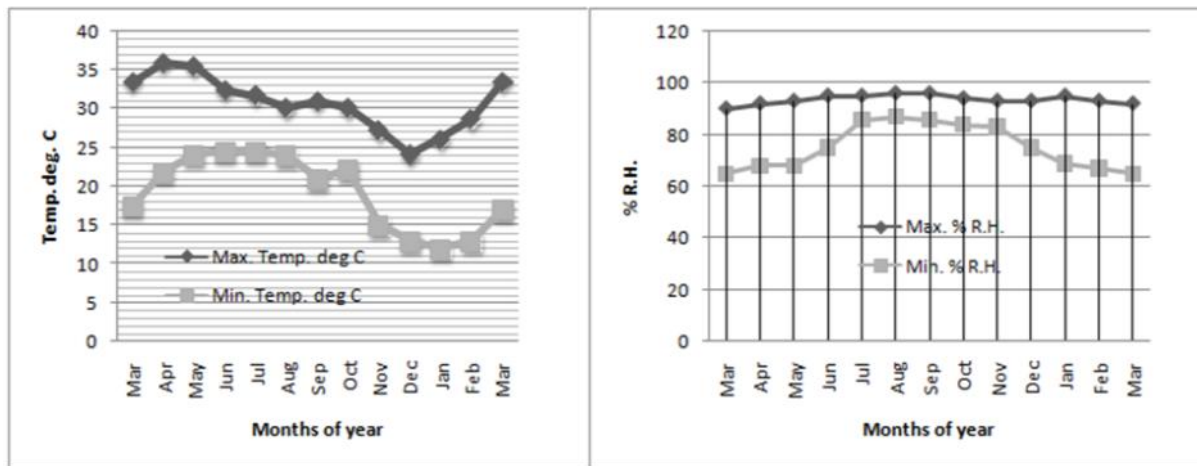 40
35
30
25
20
15
10
5
0
Temp. deg. C
Max. Temp. deg C
Min. Temp. deg C
Mar Apr May Jun Jul Aug Sep Oct Nov Dec Jan Feb Mar
Months of year
120
100
80
60
40
20
0
% R.H.
Max. % R.H.
Min. % R.H.
Mar Apr May Jun Jul Aug Sep Oct Nov Dec Jan Feb Mar
Months of year